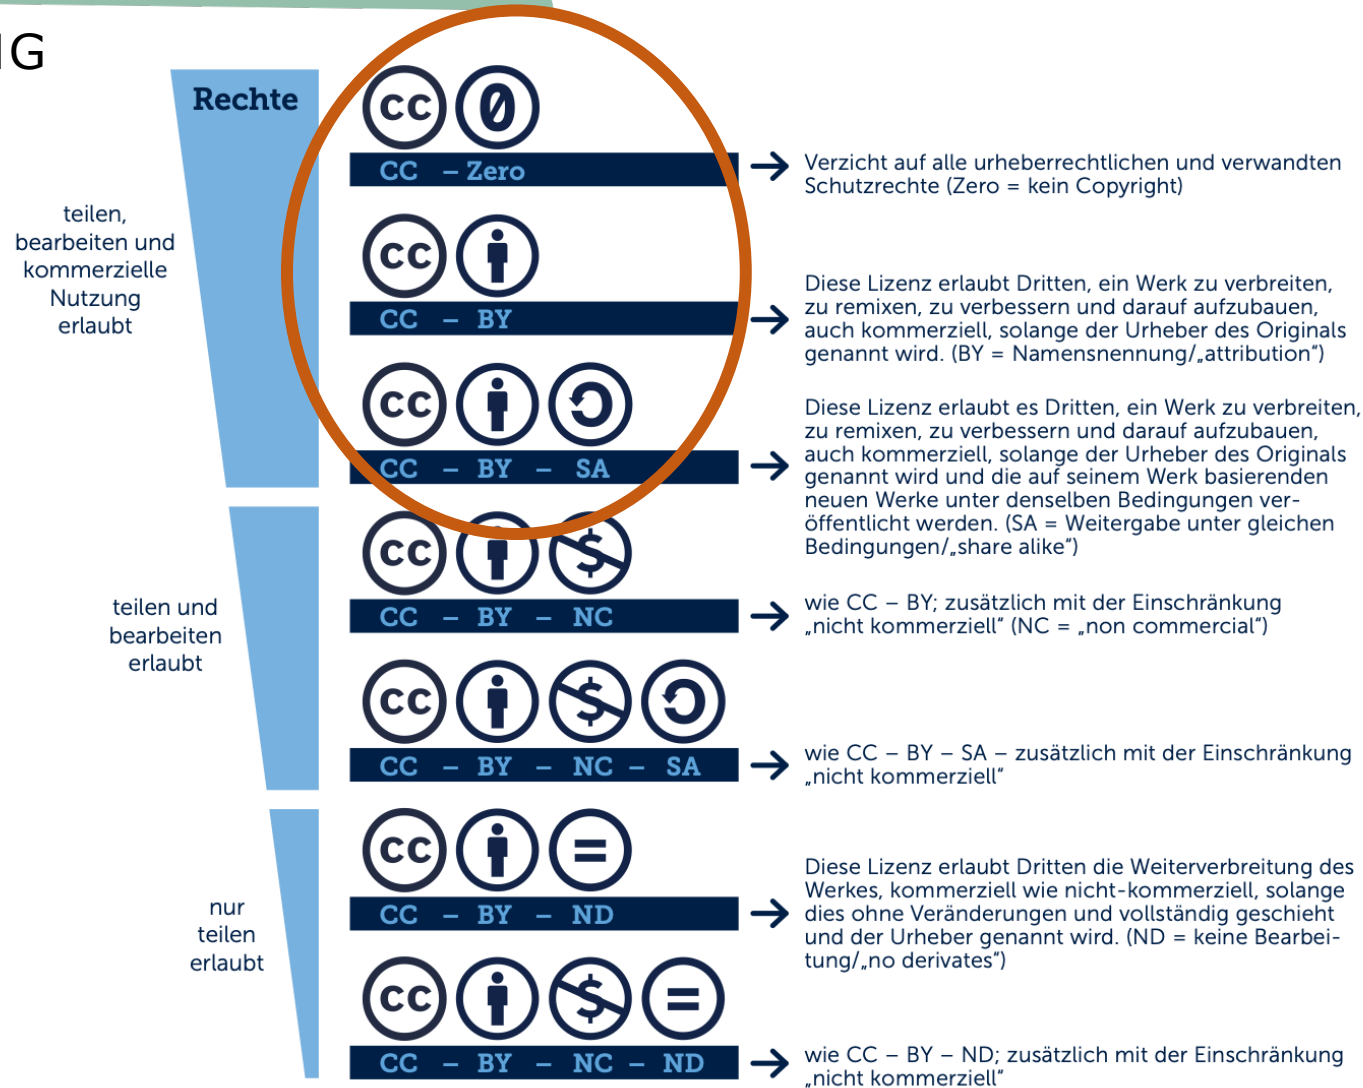 Rechte
teilen,
bearbeiten und
kommerzielle
Nutzung
erlaubt
cc 0
CC – Zero
Verzicht auf alle urheberrechtlichen und verwandten
Schutzrechte (Zero = kein Copyright)
cc
CC – BY
Diese Lizenz erlaubt Dritten, ein Werk zu verbreiten,
zu remixen, zu verbessern und darauf aufzubauen,
auch kommerziell, solange der Urheber des Originals
genannt wird. (BY = Namensnennung/„attribution“)
cc
CC – BY – SA
Diese Lizenz erlaubt es Dritten, ein Werk zu verbreiten,
zu remixen, zu verbessern und darauf aufzubauen,
auch kommerziell, solange der Urheber des Originals
genannt wird und die auf seinem Werk basierenden
neuen Werke unter denselben Bedingungen ver-
öffentlicht werden. (SA = Weitergabe unter gleichen
Bedingungen/„share alike“)
teilen und
bearbeiten
erlaubt
cc $
CC – BY – NC
wie CC – BY; zusätzlich mit der Einschränkung
„nicht kommerziell“ (NC = „non commercial“)
cc $
CC – BY – NC – SA
wie CC – BY – SA – zusätzlich mit der Einschränkung
„nicht kommerziell“
nur
teilen
erlaubt
cc =
CC – BY – ND
Diese Lizenz erlaubt Dritten die Weiterverbreitung des
Werkes, kommerziell wie nicht-kommerziell, solange
dies ohne Veränderungen und vollständig geschieht
und der Urheber genannt wird. (ND = keine Bearbei-
tung/„no derivates“)
cc $ =
CC – BY – NC – ND
wie CC – BY – ND; zusätzlich mit der Einschränkung
„nicht kommerziell“